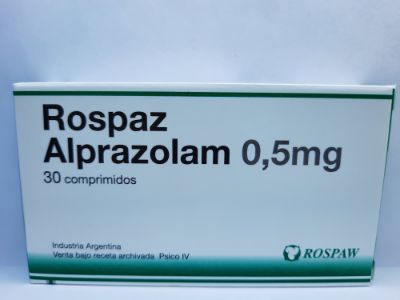 Rospaz
Alprazolam 0,5mg
30 comprimidos
Industria Argentina
Venta bajo receta archivada Psico IV
ROSPAW